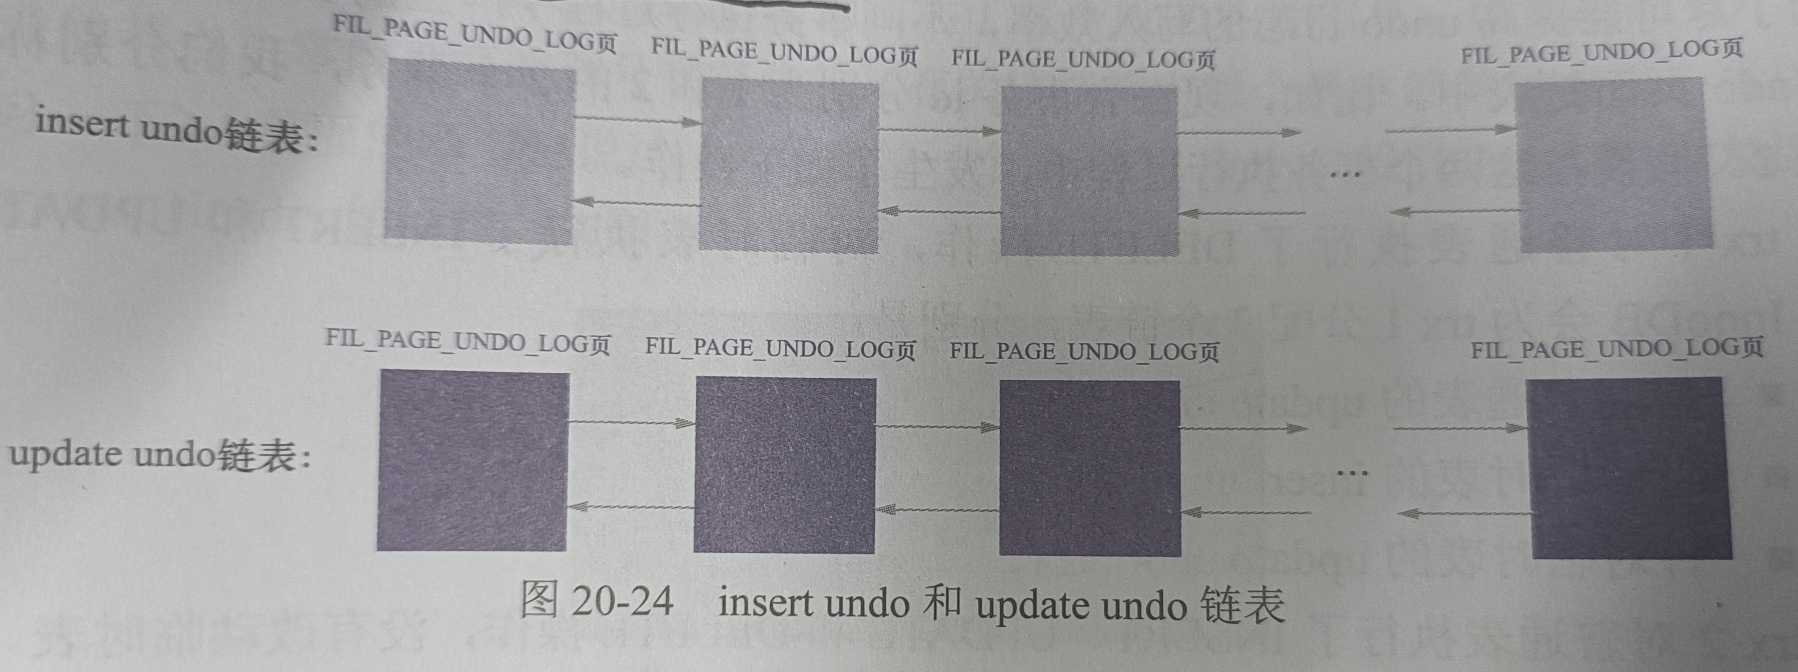 FIL_PAGE_UNDO_LOG页 FIL_PAGE_UNDO_LOG页 FIL_PAGE_UNDO_LOG页 FIL_PAGE_UNDO_LOG页
insert undo链表：
...
FIL_PAGE_UNDO_LOG页 FIL_PAGE_UNDO_LOG页 FIL_PAGE_UNDO_LOG页 FIL_PAGE_UNDO_LOG页
update undo链表：
...
图 20-24 insert undo 和 update undo 链表